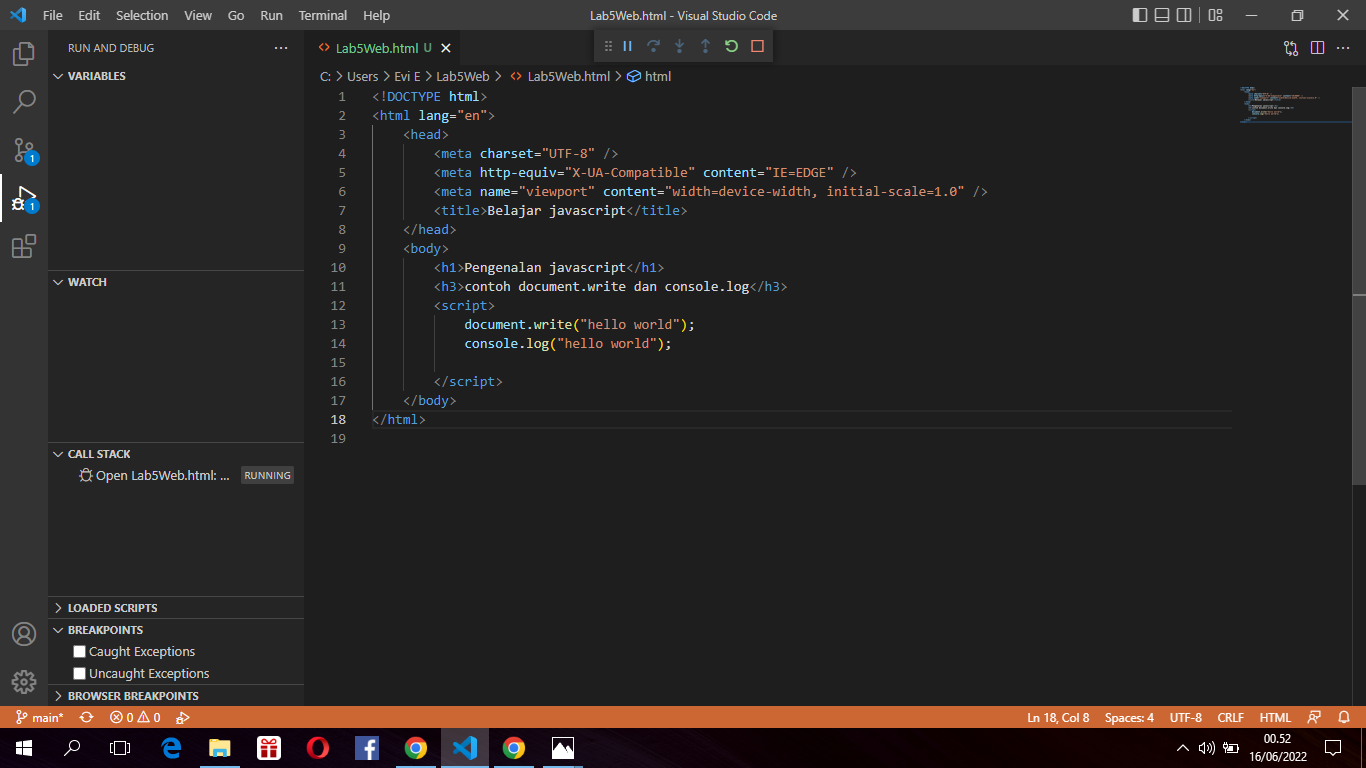 File Edit Selection View Go Run Terminal Help
Lab5Web.html - Visual Studio Code
RUN AND DEBUG
VARIABLES
WATCH
CALL STACK
Open Lab5Web.html: ... RUNNING
LOADED SCRIPTS
BREAKPOINTS
Caught Exceptions
Uncaught Exceptions
BROWSER BREAKPOINTS
1
1
Lab5Web.html U
C: > Users > Evi E > Lab5Web > Lab5Web.html > html
1 <!DOCTYPE html>
2 <html lang="en">
3 <head>
4 <meta charset="UTF-8" />
5 <meta http-equiv="X-UA-Compatible" content="IE=EDGE" />
6 <meta name="viewport" content="width=device-width, initial-scale=1.0" />
7 <title>Belajar javascript</title>
8 </head>
9 <body>
10 <h1>Pengenalan javascript</h1>
11 <h3>contoh document.write dan console.log</h3>
12 <script>
13 document.write("hello world");
14 console.log("hello world");
15
16 </script>
17 </body>
18 </html>
19
main* 0 0
Ln 18, Col 8 Spaces: 4 UTF-8 CRLF HTML
00.52
16/06/2022